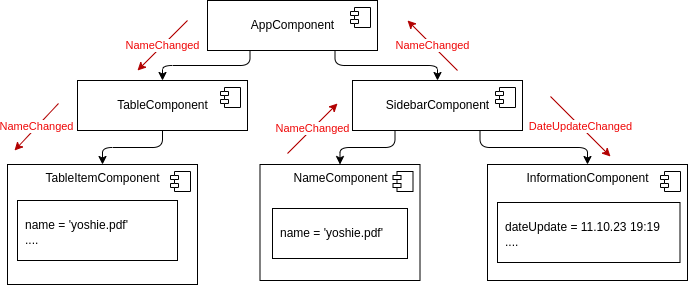 AppComponent
NameChanged
NameChanged
TableComponent
SidebarComponent
NameChanged
NameChanged
DateUpdateChanged
TableItemComponent
NameComponent
InformationComponent
name = 'yoshie.pdf'
....
name = 'yoshie.pdf'
dateUpdate = 11.10.23 19:19
....